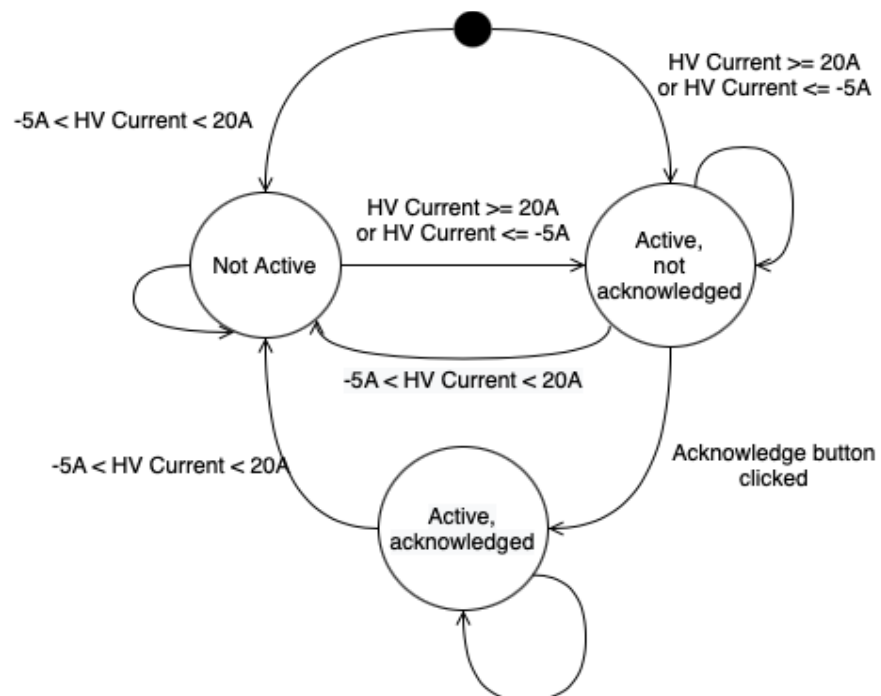 HV Current >= 20A
or HV Current <= -5A
-5A < HV Current < 20A
HV Current >= 20A
or HV Current <= -5A
Not Active
Active,
not
acknowledged
-5A < HV Current < 20A
-5A < HV Current < 20A
Acknowledge button
clicked
Active,
acknowledged